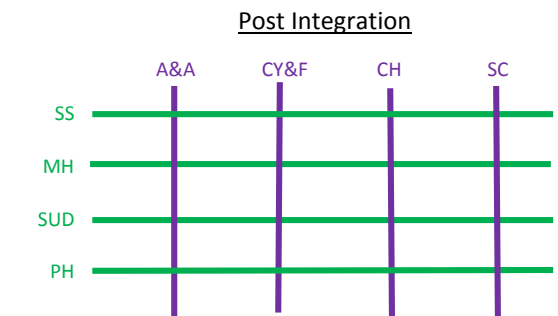 Post Integration
A&A CY&F CH SC
SS
MH
SUD
PH